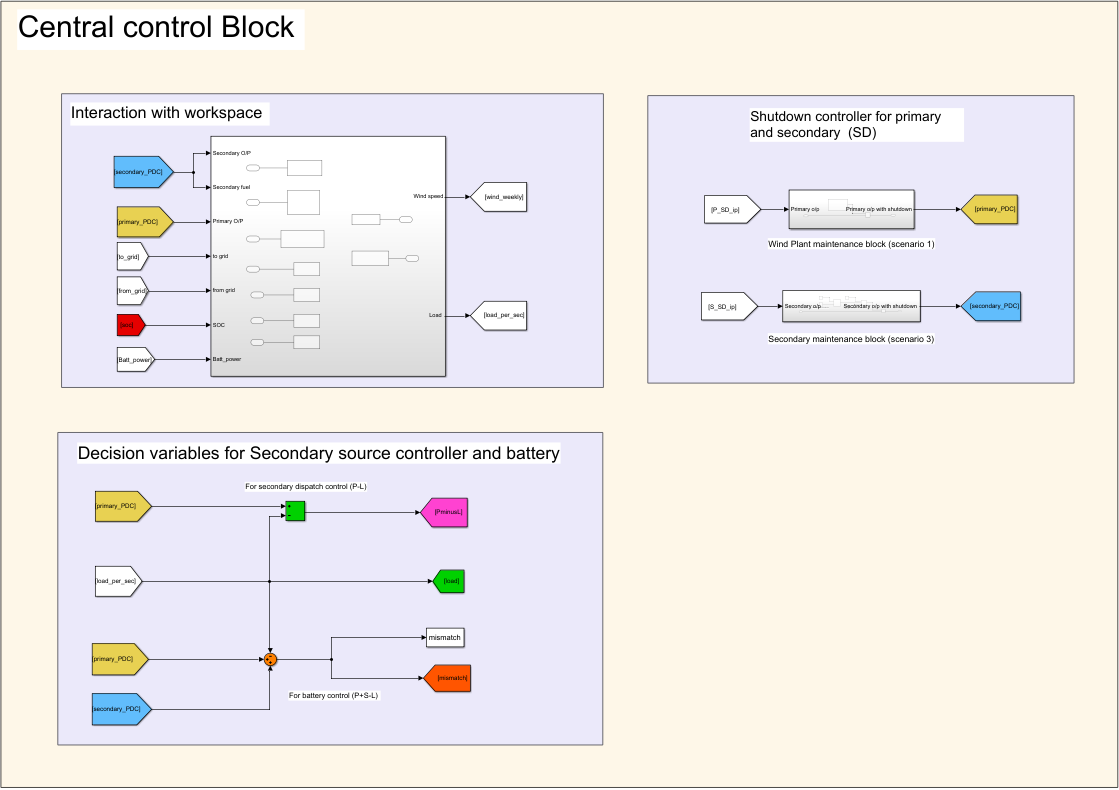 Central control Block
Interaction with workspace
[secondary_PDC]
[primary_PDC]
[to_grid]
[from_grid]
[soc]
[Batt_power]
Secondary O/P
Secondary fuel
Primary O/P
to grid
from grid
SOC
Batt_power
Wind speed
Load
[wind_weekly]
[load_per_sec]
Shutdown controller for primary
and secondary (SD)
[P_SD_ip]
Primary o/p
Primary o/p with shutdown
[primary_PDC]
Wind Plant maintenance block (scenario 1)
[S_SD_ip]
Secondary o/p
Secondary o/p with shutdown
[secondary_PDC]
Secondary maintenance block (scenario 3)
Decision variables for Secondary source controller and battery
For secondary dispatch control (P-L)
[primary_PDC]
[PminusL]
[load_per_sec]
[load]
mismatch
[primary_PDC]
[mismatch]
For battery control (P+S-L)
[secondary_PDC]